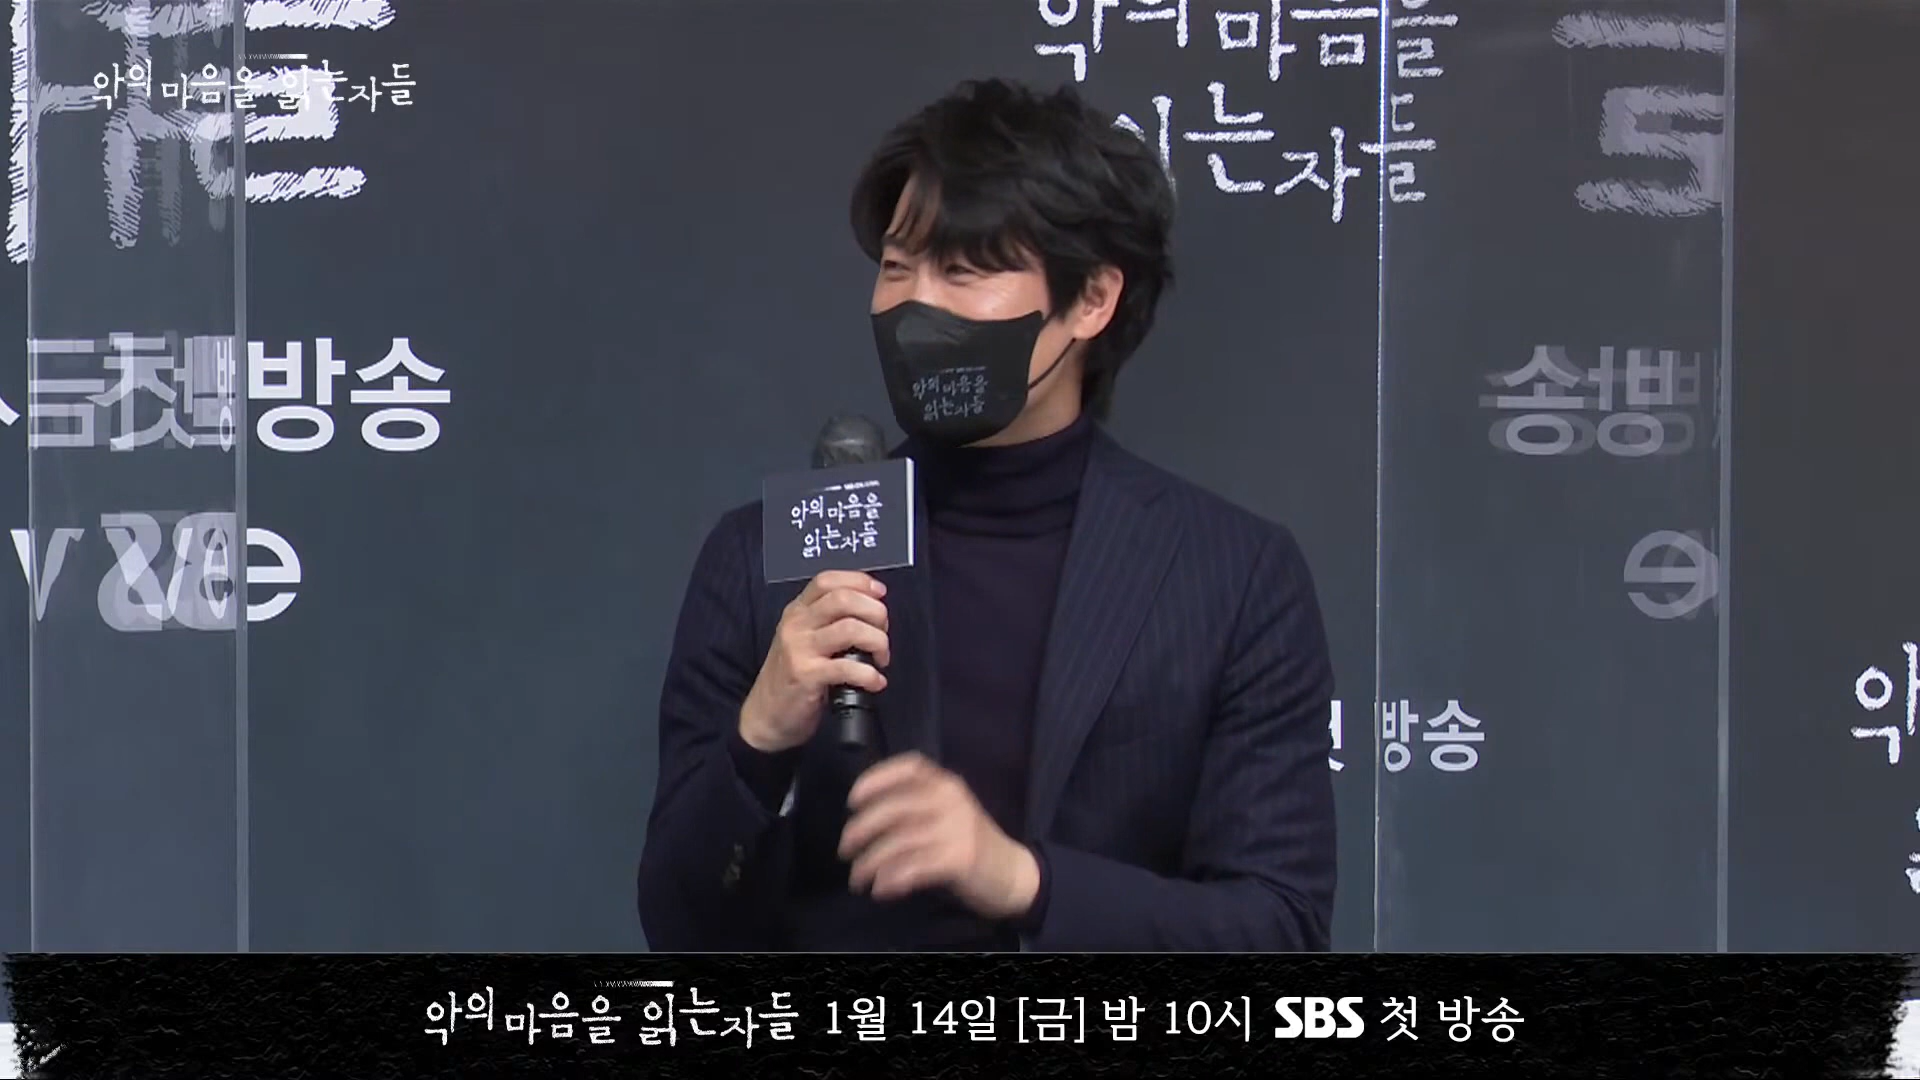 악의 마음을 읽는 자들
악의 마음을
는 자들
방송
ve
방송
악의 마음을
읽는 자들
악의 마음을
읽는 자들
방송
악의 마음을 읽는 자들 1월 14일 [금] 밤 10시 SBS 첫 방송